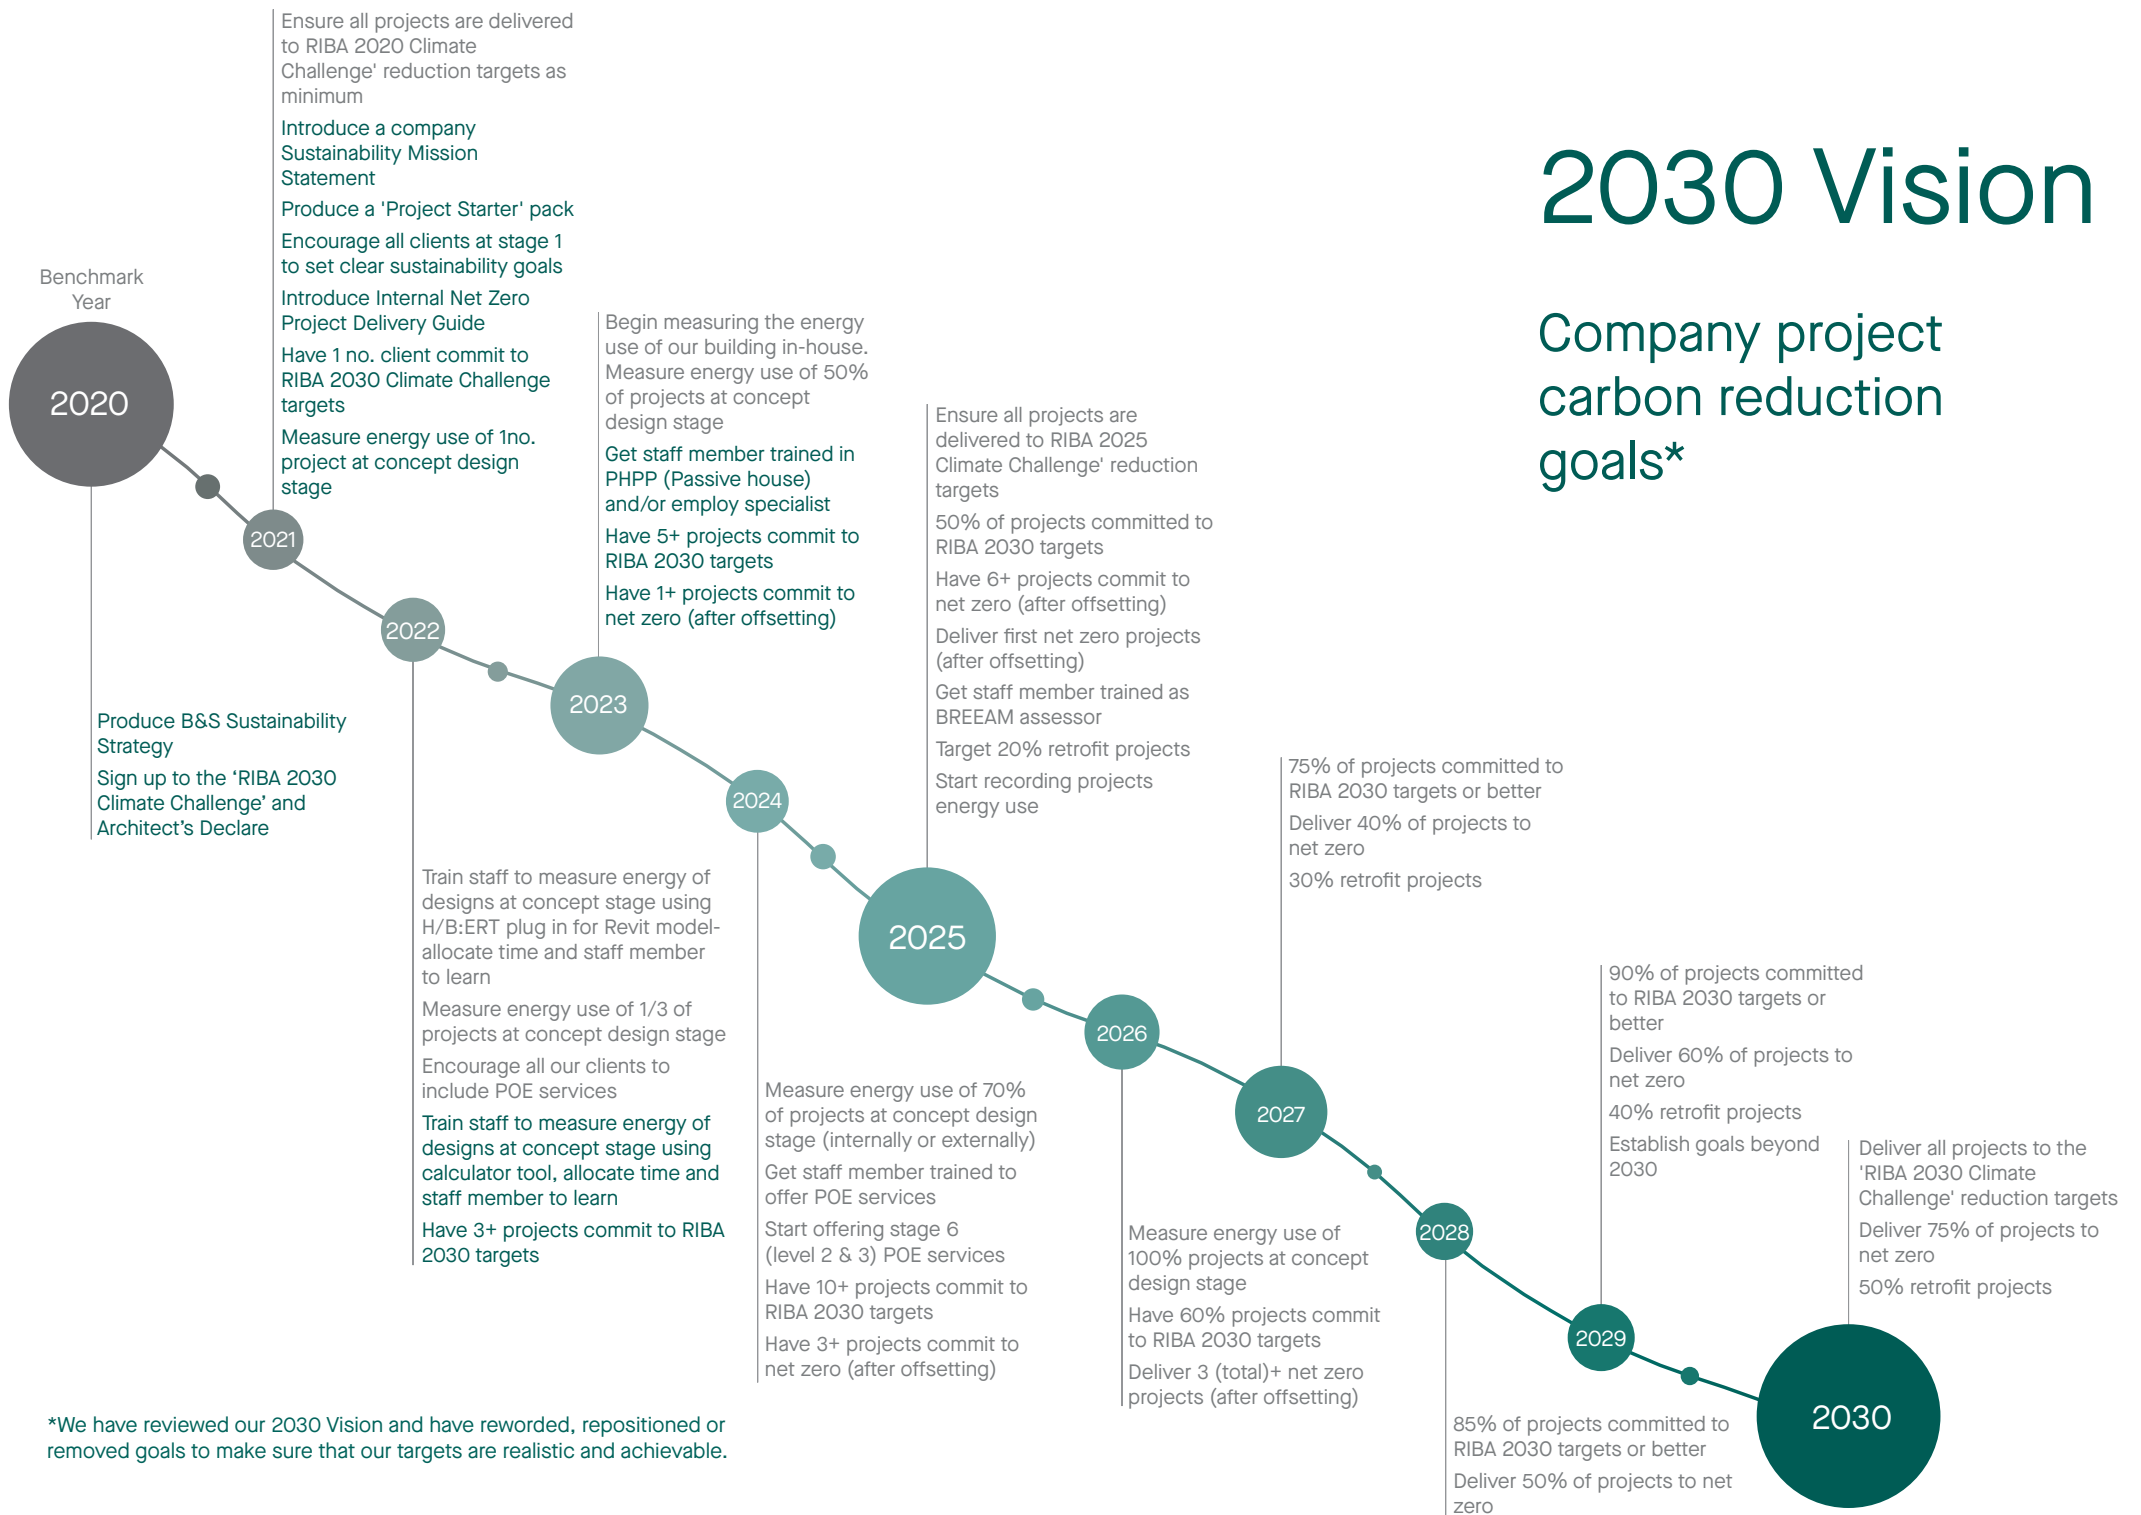 2030 Vision
Company project
carbon reduction
goals*
Benchmark
Year
2020
Produce B&S Sustainability
Strategy
Sign up to the ‘RIBA 2030
Climate Challenge’ and
Architect’s Declare
Ensure all projects are delivered
to RIBA 2020 Climate
Challenge' reduction targets as
minimum
Introduce a company
Sustainability Mission
Statement
Produce a 'Project Starter' pack
Encourage all clients at stage 1
to set clear sustainability goals
Introduce Internal Net Zero
Project Delivery Guide
Have 1 no. client commit to
RIBA 2030 Climate Challenge
targets
Measure energy use of 1no.
project at concept design
stage
2021
2022
Train staff to measure energy of
designs at concept stage using
H/B:ERT plug in for Revit model-
allocate time and staff member
to learn
Measure energy use of 1/3 of
projects at concept design stage
Encourage all our clients to
include POE services
Train staff to measure energy of
designs at concept stage using
calculator tool, allocate time and
staff member to learn
Have 3+ projects commit to RIBA
2030 targets
Begin measuring the energy
use of our building in-house.
Measure energy use of 50%
of projects at concept
design stage
Get staff member trained in
PHPP (Passive house)
and/or employ specialist
Have 5+ projects commit to
RIBA 2030 targets
Have 1+ projects commit to
net zero (after offsetting)
2023
2024
Measure energy use of 70%
of projects at concept design
stage (internally or externally)
Get staff member trained to
offer POE services
Start offering stage 6
(level 2 & 3) POE services
Have 10+ projects commit to
RIBA 2030 targets
Have 3+ projects commit to
net zero (after offsetting)
Ensure all projects are
delivered to RIBA 2025
Climate Challenge' reduction
targets
50% of projects committed to
RIBA 2030 targets
Have 6+ projects commit to
net zero (after offsetting)
Deliver first net zero projects
(after offsetting)
Get staff member trained as
BREEAM assessor
Target 20% retrofit projects
Start recording projects
energy use
2025
2026
Measure energy use of
100% projects at concept
design stage
Have 60% projects commit
to RIBA 2030 targets
Deliver 3 (total)+ net zero
projects (after offsetting)
75% of projects committed to
RIBA 2030 targets or better
Deliver 40% of projects to
net zero
30% retrofit projects
2027
2028
85% of projects committed to
RIBA 2030 targets or better
Deliver 50% of projects to net
zero
90% of projects committed
to RIBA 2030 targets or
better
Deliver 60% of projects to
net zero
40% retrofit projects
Establish goals beyond
2030
2029
Deliver all projects to the
'RIBA 2030 Climate
Challenge' reduction targets
Deliver 75% of projects to
net zero
50% retrofit projects
2030
*We have reviewed our 2030 Vision and have reworded, repositioned or
removed goals to make sure that our targets are realistic and achievable.